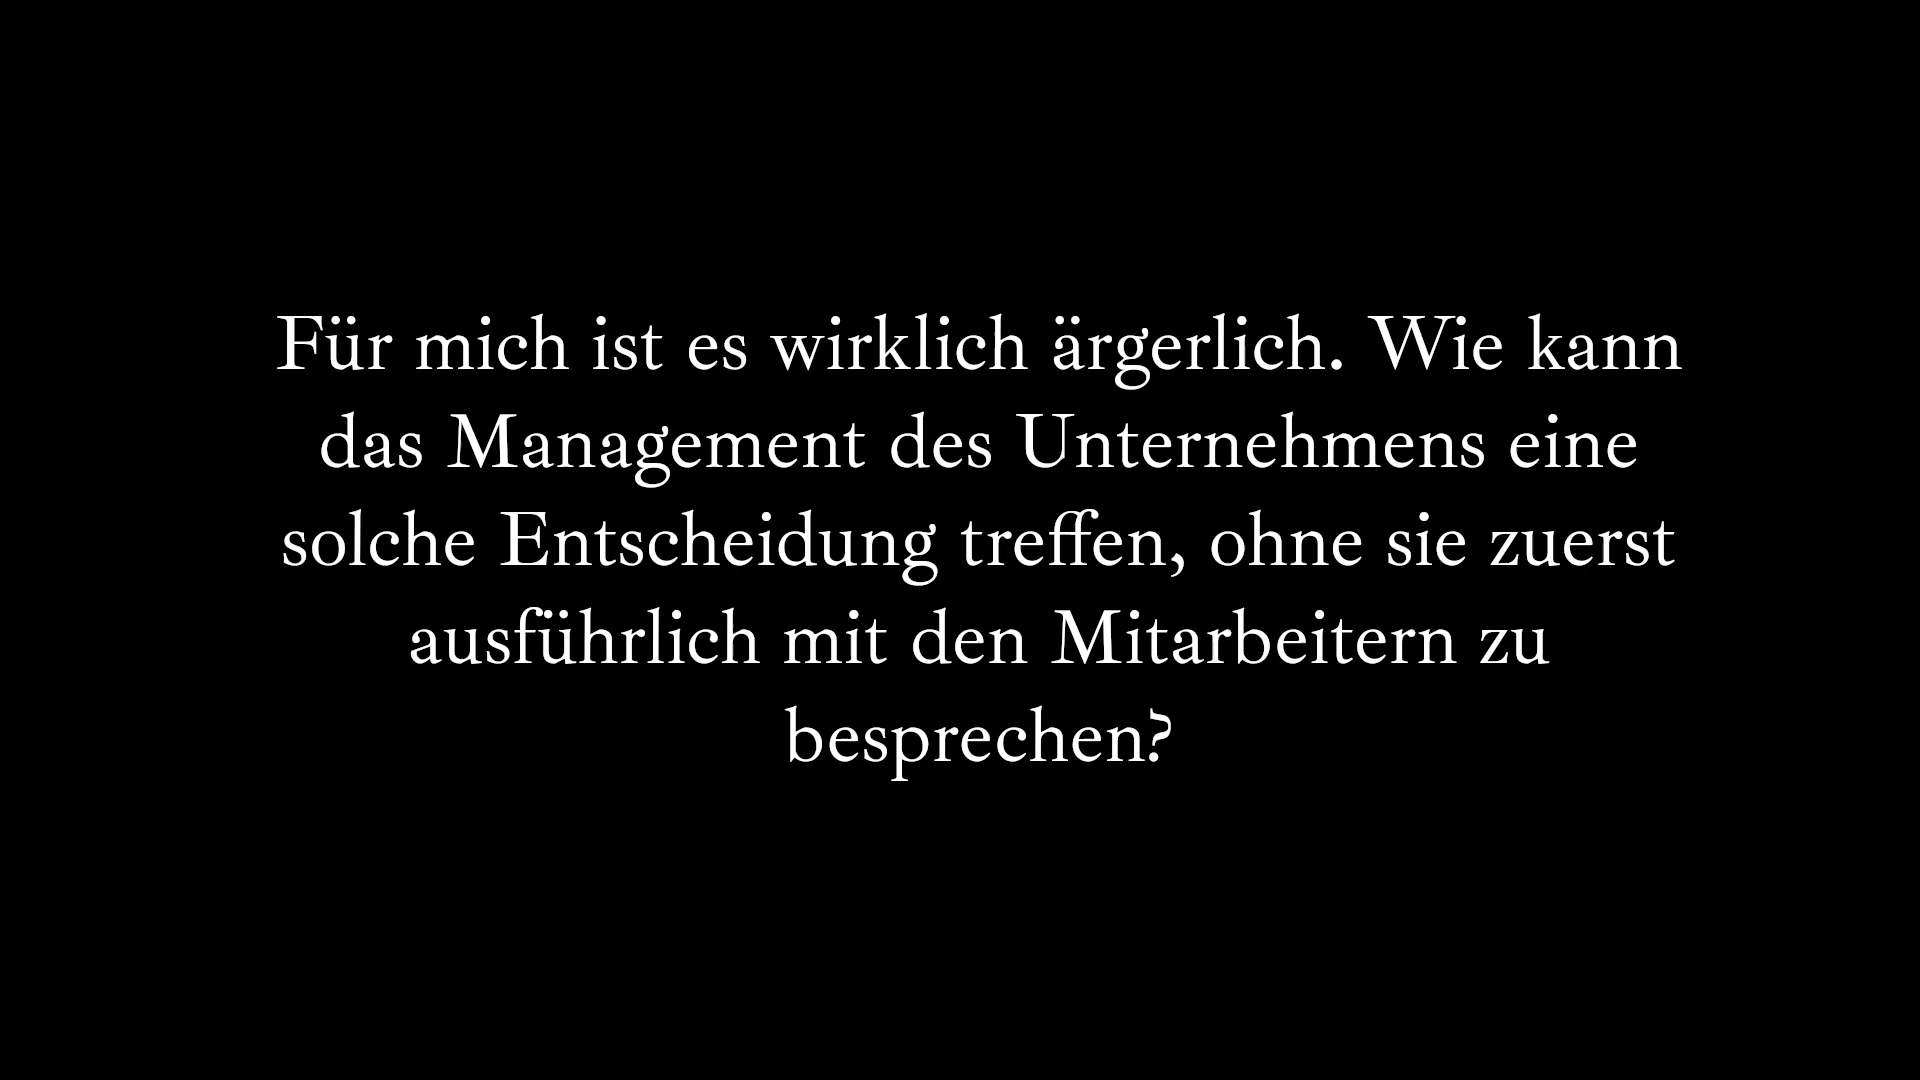 Für mich ist es wirklich ärgerlich. Wie kann
das Management des Unternehmens eine
solche Entscheidung treffen, ohne sie zuerst
ausführlich mit den Mitarbeitern zu
besprechen?